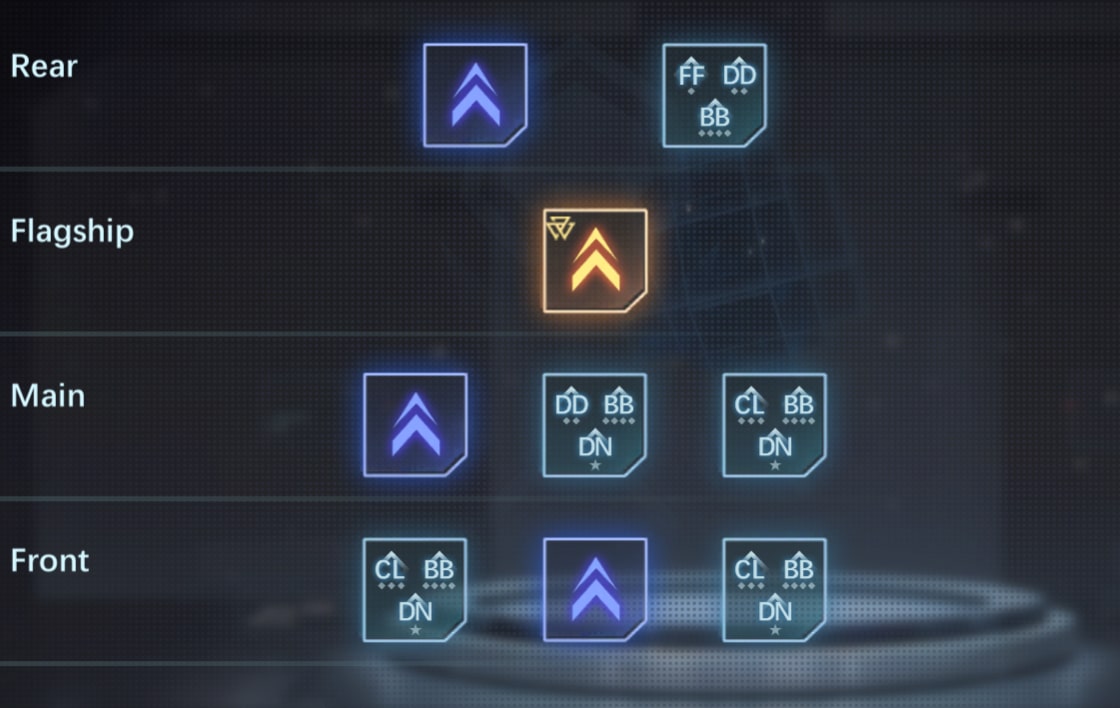 Rear
FF DD
BB
Flagship
Main
DD BB
DN
CL BB
DN
Front
CL BB
DN
CL BB
DN